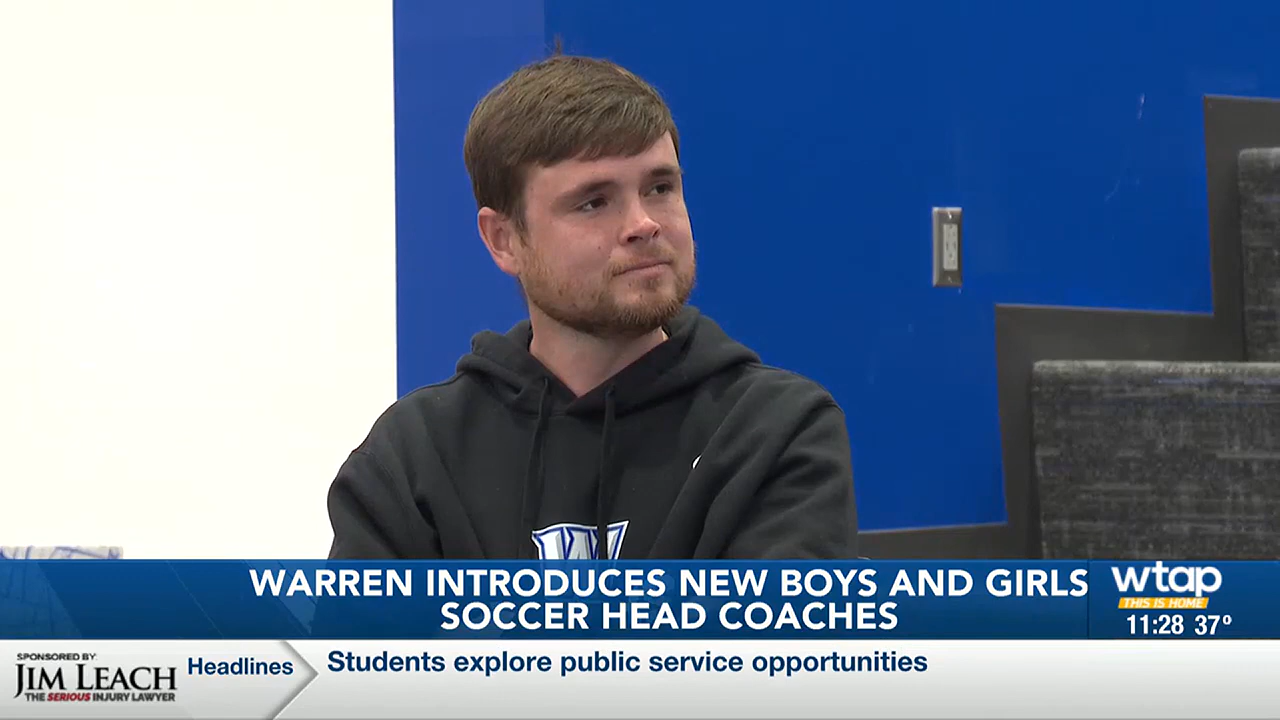 W
WARREN INTRODUCES NEW BOYS AND GIRLS
SOCCER HEAD COACHES
wtap
THIS IS HOME
11:28 37°
SPONSORED BY:
JIM LEACH
THE SERIOUS INJURY LAWYER
Headlines
Students explore public service opportunities